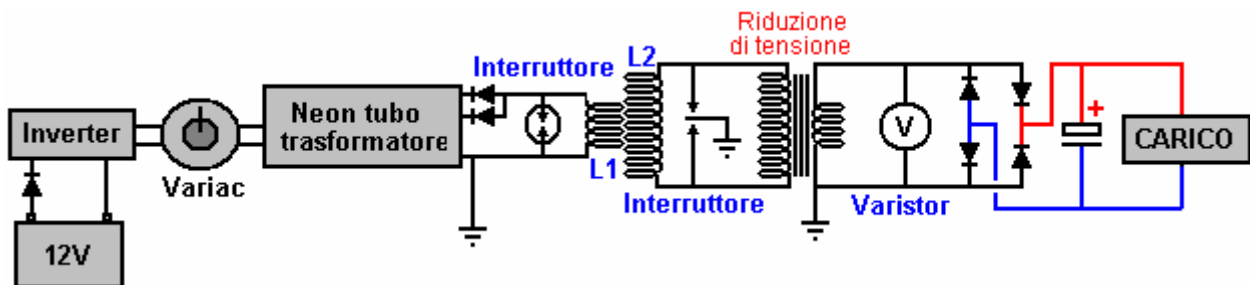 Riduzione
di tensione
L2
Interruttore
Neon tubo
trasformatore
Inverter
Variac
L1
Interruttore
V
Varistor
+
CARICO
12V